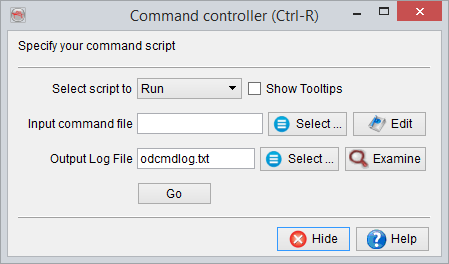 Command controller (Ctrl-R)
Specify your command script
Select script to Run Show Tooltips
Input command file Select ... Edit
Output Log File odcmdlog.txt Select ... Examine
Go
Hide Help